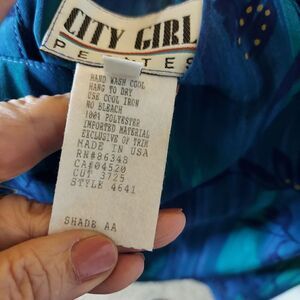 CITY GIRL
PETITES
HAND WASH COOL
HANG TO DRY
USE COOL IRON
NO BLEACH
100% POLYESTER
IMPORTED MATERIAL
EXCLUSIVE OF TRIM
MADE IN USA
RN#86348
CA#04520
CUT 3725
STYLE 4641
SHADE AA